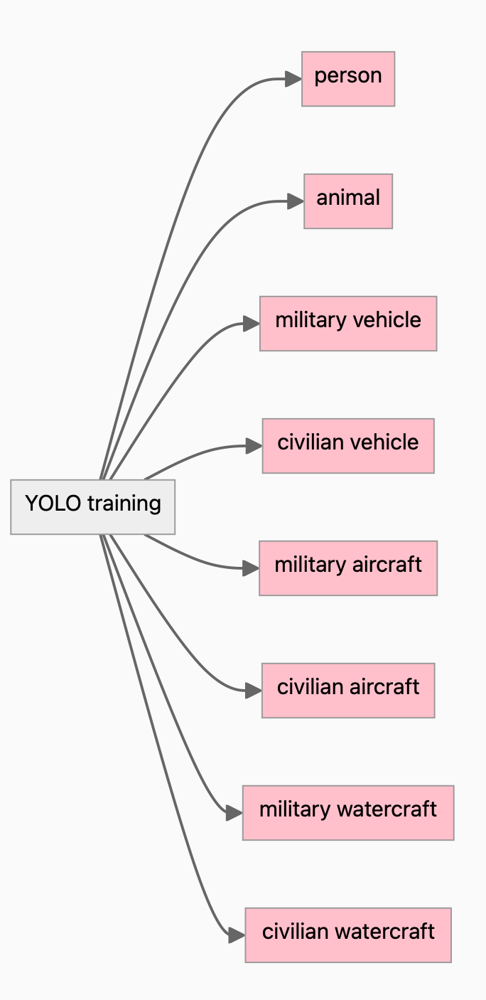 person
animal
military vehicle
civilian vehicle
YOLO training
military aircraft
civilian aircraft
military watercraft
civilian watercraft